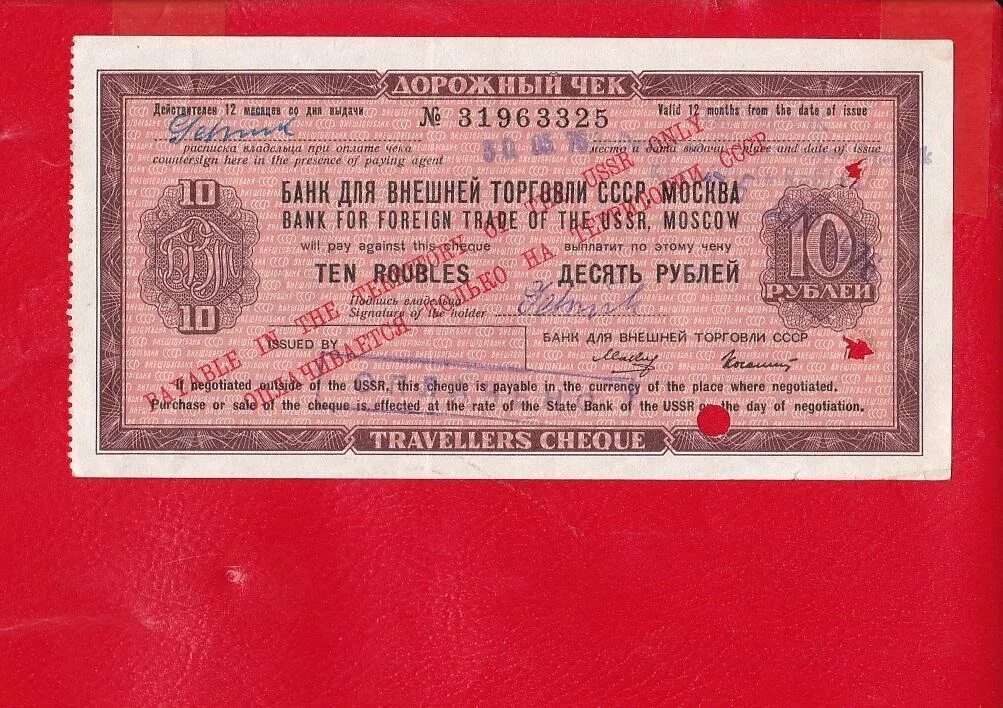 ДОРОЖНЫЙ ЧЕК
Действителен 12 месяцев со дня выдачи
№ 31963325
Valid 12 months from the date of issue
расписка владельца при оплате чека
countersign here in the presence of paying agent
место и дата выдачи place and date of issue
10
БАНК ДЛЯ ВНЕШНЕЙ ТОРГОВЛИ СССР, МОСКВА
BANK FOR FOREIGN TRADE OF THE USSR, MOSCOW
will pay against this cheque
выплатит по этому чеку
TEN ROUBLES
ДЕСЯТЬ РУБЛЕЙ
БВТ
10
РУБЛЕЙ
10
Подпись владельца
Signature of the holder
PAYABLE IN THE TERRITORY OF THE USSR ONLY
ОПЛАЧИВАЕТСЯ ТОЛЬКО НА ТЕРРИТОРИИ СССР
ISSUED BY
БАНК ДЛЯ ВНЕШНЕЙ ТОРГОВЛИ СССР
If negotiated outside of the USSR, this cheque is payable in the currency of the place where negotiated.
Purchase or sale of the cheque is effected at the rate of the State Bank of the USSR on the day of negotiation.
TRAVELLERS CHEQUE